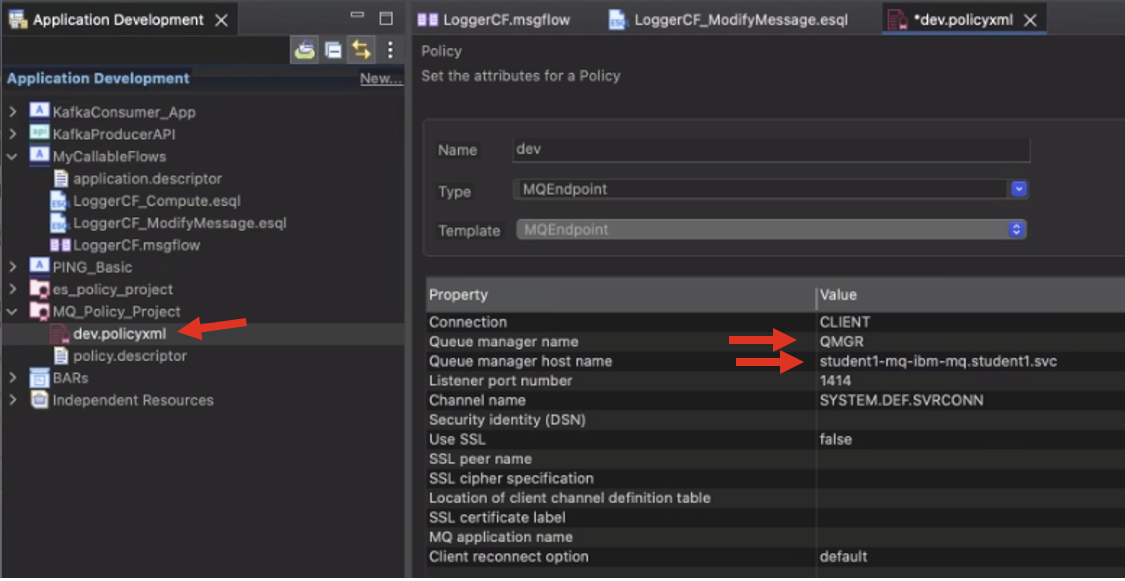 Application Development
Application Development
New...
KafkaConsumer_App
KafkaProducerAPI
MyCallableFlows
application.descriptor
LoggerCF_Compute.esql
LoggerCF_ModifyMessage.esql
LoggerCF.msgflow
PING_Basic
es_policy_project
MQ_Policy_Project
dev.policyxml
policy.descriptor
BARs
Independent Resources
LoggerCF.msgflow
LoggerCF_ModifyMessage.esql
*dev.policyxml
Policy
Set the attributes for a Policy
Name dev
Type MQEndpoint
Template MQEndpoint
Property Value
Connection CLIENT
Queue manager name QMGR
Queue manager host name student1-mq-ibm-mq.student1.svc
Listener port number 1414
Channel name SYSTEM.DEF.SVRCONN
Security identity (DSN)
Use SSL false
SSL peer name
SSL cipher specification
Location of client channel definition table
SSL certificate label
MQ application name
Client reconnect option default